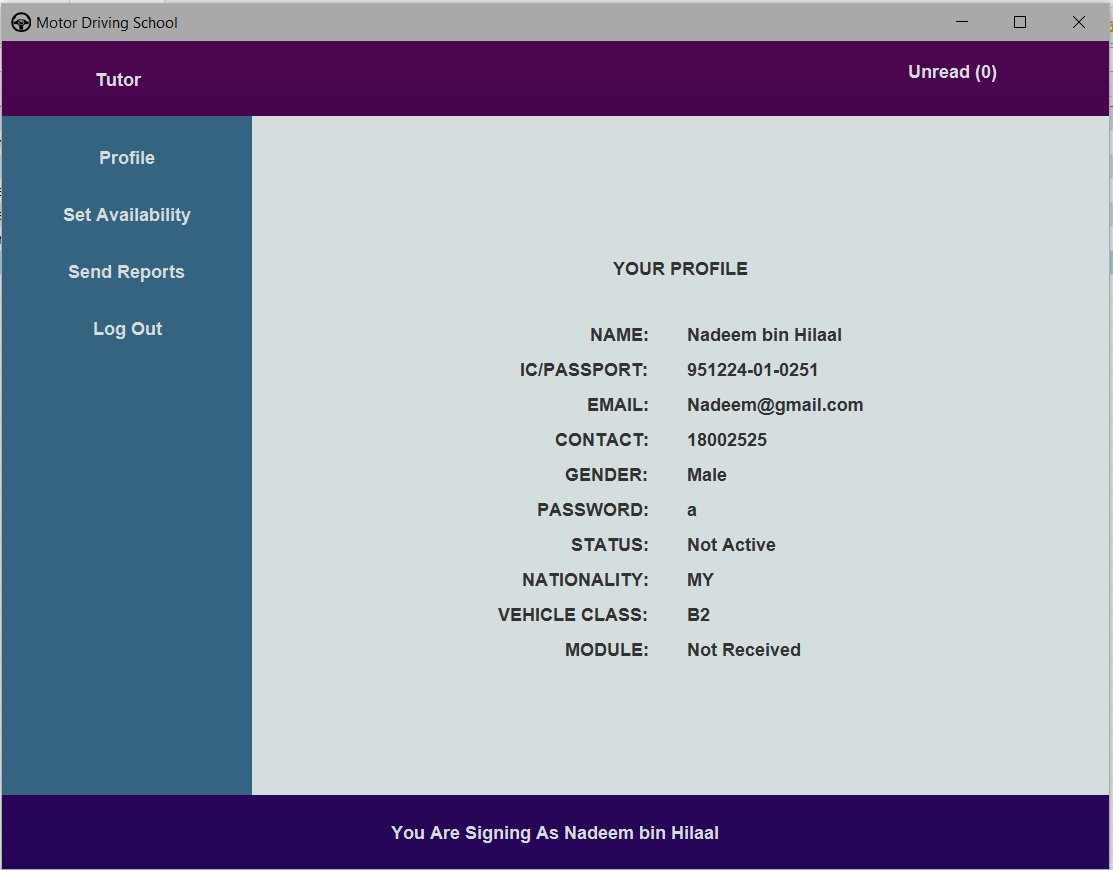 Motor Driving School
Tutor
Unread (0)
Profile
Set Availability
Send Reports
Log Out
YOUR PROFILE
NAME: Nadeem bin Hilaal
IC/PASSPORT: 951224-01-0251
EMAIL: Nadeem@gmail.com
CONTACT: 18002525
GENDER: Male
PASSWORD: a
STATUS: Not Active
NATIONALITY: MY
VEHICLE CLASS: B2
MODULE: Not Received
You Are Signing As Nadeem bin Hilaal